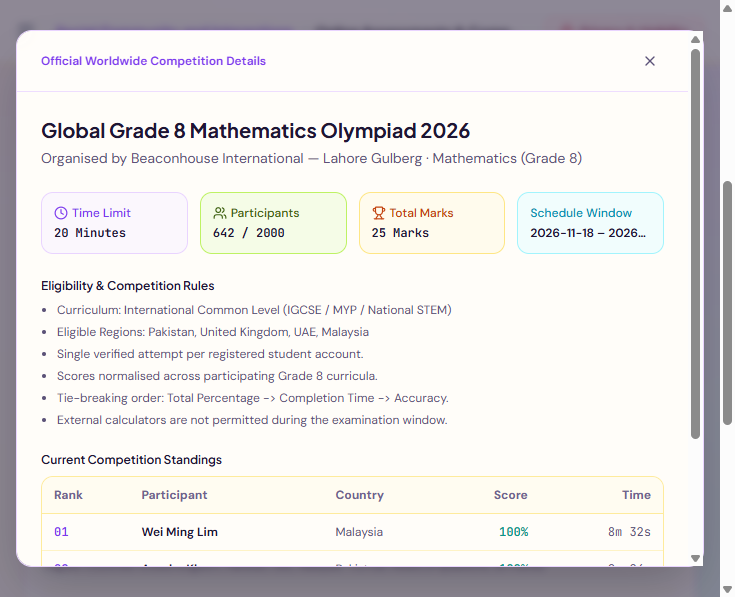 Official Worldwide Competition Details
Global Grade 8 Mathematics Olympiad 2026
Organised by Beaconhouse International — Lahore Gulberg · Mathematics (Grade 8)
Time Limit
20 Minutes
Participants
642 / 2000
Total Marks
25 Marks
Schedule Window
2026-11-18 – 2026...
Eligibility & Competition Rules
• Curriculum: International Common Level (IGCSE / MYP / National STEM)
• Eligible Regions: Pakistan, United Kingdom, UAE, Malaysia
• Single verified attempt per registered student account.
• Scores normalised across participating Grade 8 curricula.
• Tie-breaking order: Total Percentage -> Completion Time -> Accuracy.
• External calculators are not permitted during the examination window.
Current Competition Standings
Rank Participant Country Score Time
01 Wei Ming Lim Malaysia 100% 8m 32s